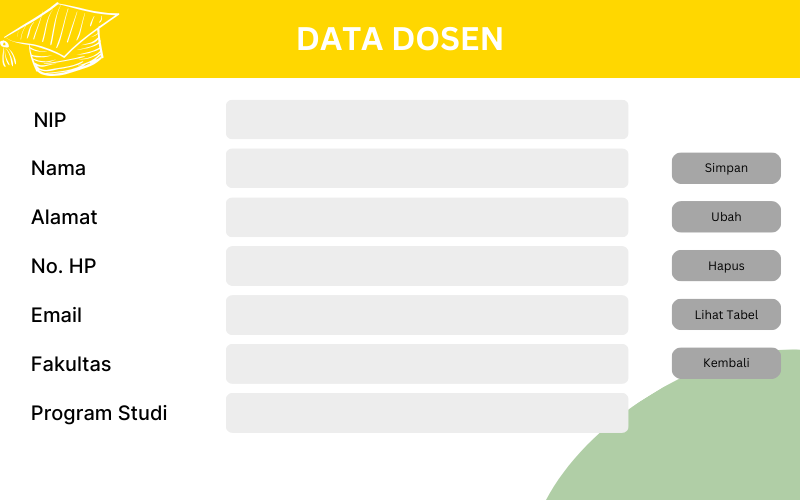 DATA DOSEN
NIP
Nama
Simpan
Alamat
Ubah
No. HP
Hapus
Email
Lihat Tabel
Fakultas
Kembali
Program Studi